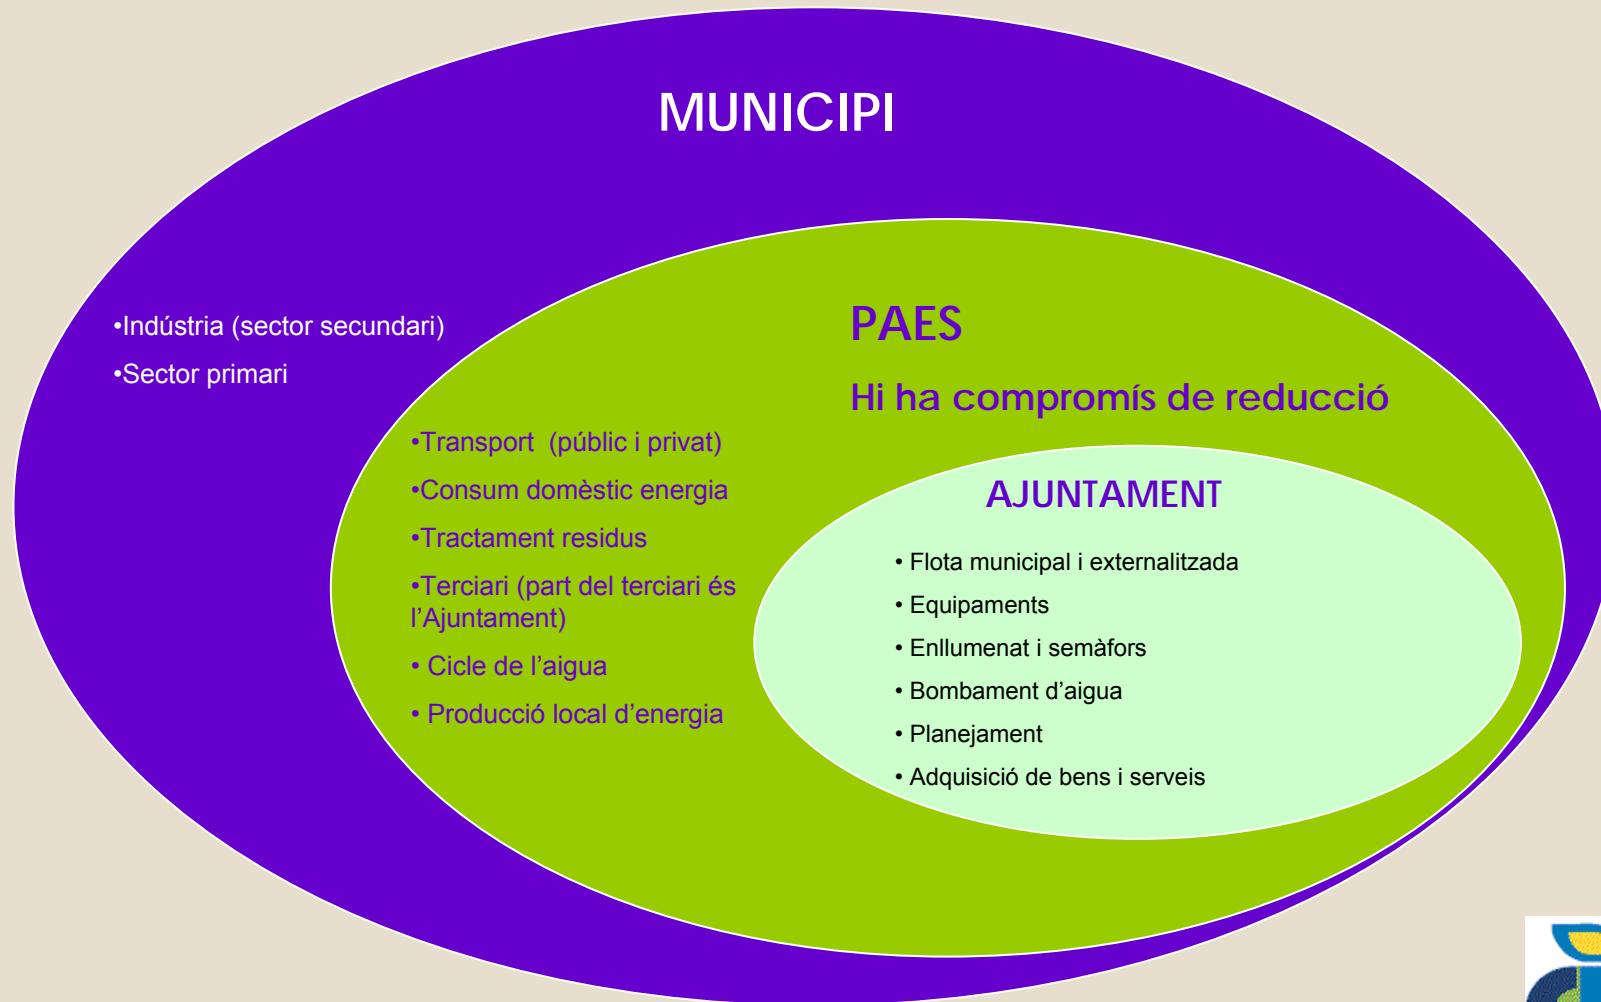 MUNICIPI
•Indústria (sector secundari)
•Sector primari
PAES
Hi ha compromís de reducció
•Transport  (públic i privat)
•Consum domèstic energia
•Tractament residus
•Terciari (part del terciari és
l’Ajuntament)
• Cicle de l’aigua
• Producció local d’energia
AJUNTAMENT
• Flota municipal i externalitzada
• Equipaments
• Enllumenat i semàfors
• Bombament d’aigua
• Planejament
• Adquisició de bens i serveis